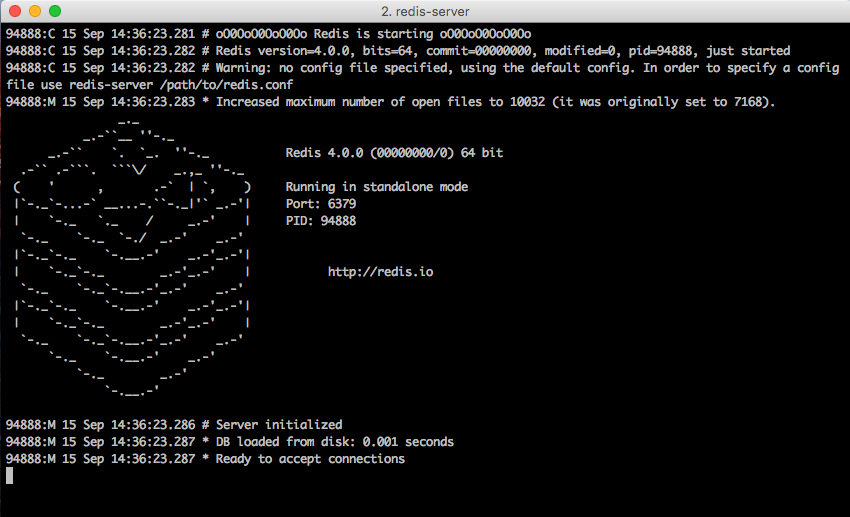 2. redis-server
94888:C 15 Sep 14:36:23.281 # oO0OoO0OoO0Oo Redis is starting oO0OoO0OoO0Oo
94888:C 15 Sep 14:36:23.282 # Redis version=4.0.0, bits=64, commit=00000000, modified=0, pid=94888, just started
94888:C 15 Sep 14:36:23.282 # Warning: no config file specified, using the default config. In order to specify a config
file use redis-server /path/to/redis.conf
94888:M 15 Sep 14:36:23.283 * Increased maximum number of open files to 10032 (it was originally set to 7168).
Redis 4.0.0 (00000000/0) 64 bit
Running in standalone mode
Port: 6379
PID: 94888
http://redis.io
94888:M 15 Sep 14:36:23.286 # Server initialized
94888:M 15 Sep 14:36:23.287 * DB loaded from disk: 0.001 seconds
94888:M 15 Sep 14:36:23.287 * Ready to accept connections